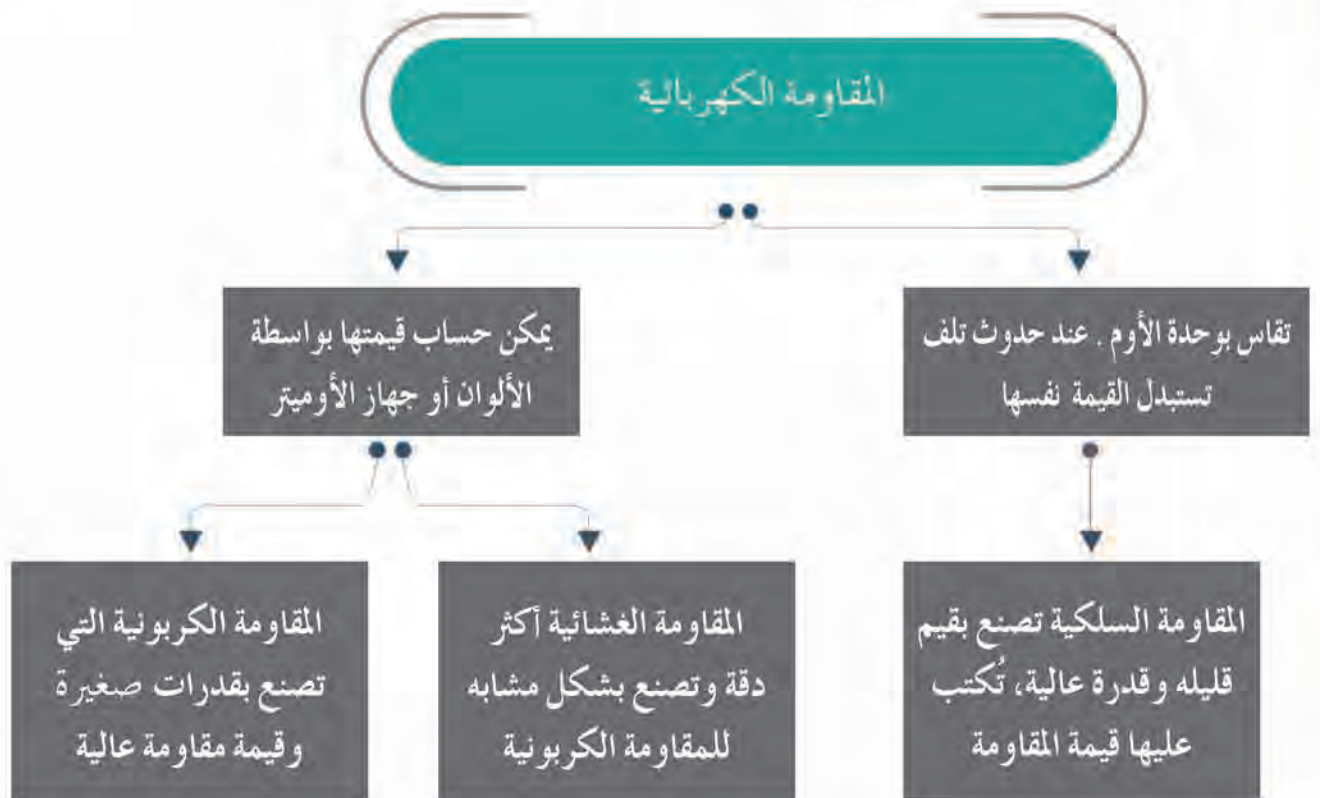 المقاومة الكهربائية
تقاس بوحدة الأوم . عند حدوث تلف
تستبدل القيمة نفسها
يمكن حساب قيمتها بواسطة
الألوان أو جهاز الأوميتر
المقاومة السلكية تصنع بقيم
قليله وقدرة عالية، تُكتب
عليها قيمة المقاومة
المقاومة الغشائية أكثر
دقة وتصنع بشكل مشابه
للمقاومة الكربونية
المقاومة الكربونية التي
تصنع بقدرات صغيرة
وقيمة مقاومة عالية